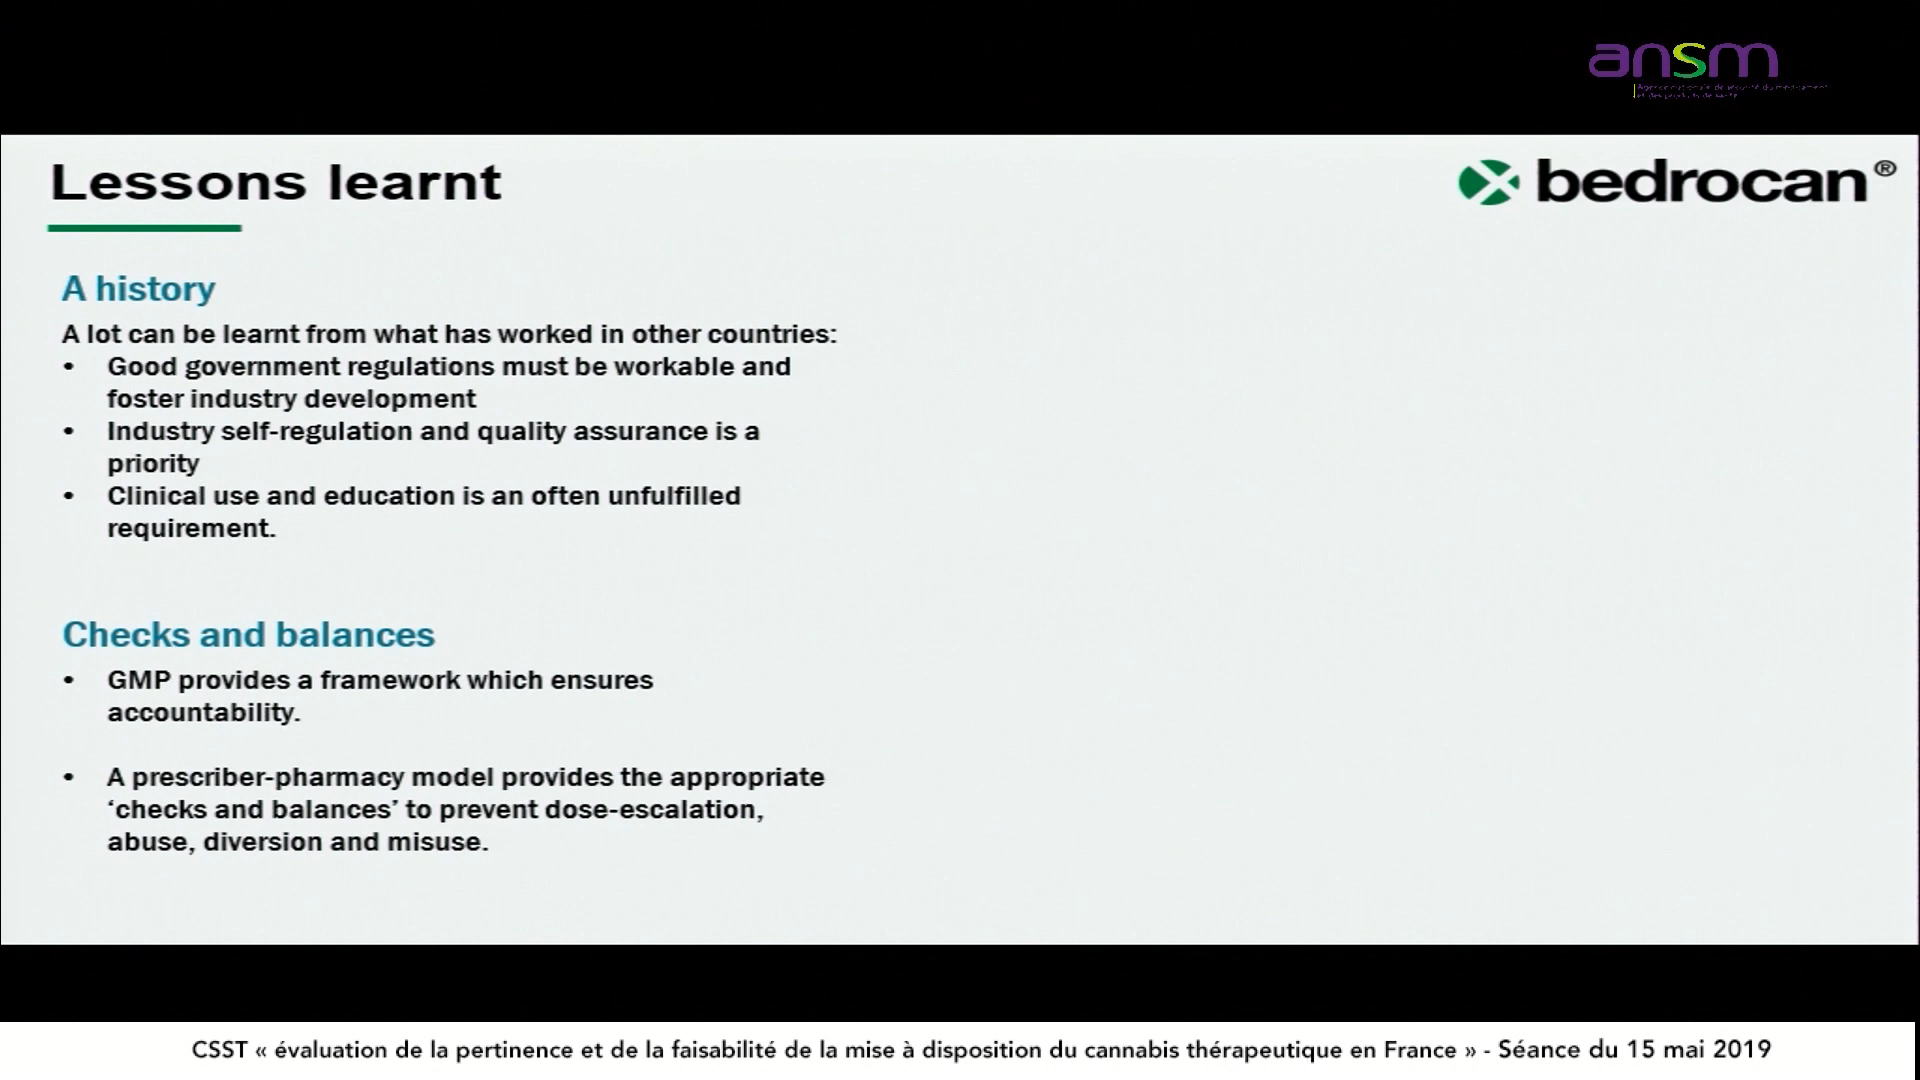 ansm
Lessons learnt
bedrocan®
A history
A lot can be learnt from what has worked in other countries:
• Good government regulations must be workable and
foster industry development
• Industry self-regulation and quality assurance is a
priority
• Clinical use and education is an often unfulfilled
requirement.
Checks and balances
• GMP provides a framework which ensures
accountability.
• A prescriber-pharmacy model provides the appropriate
‘checks and balances’ to prevent dose-escalation,
abuse, diversion and misuse.
CSST « évaluation de la pertinence et de la faisabilité de la mise à disposition du cannabis thérapeutique en France » - Séance du 15 mai 2019